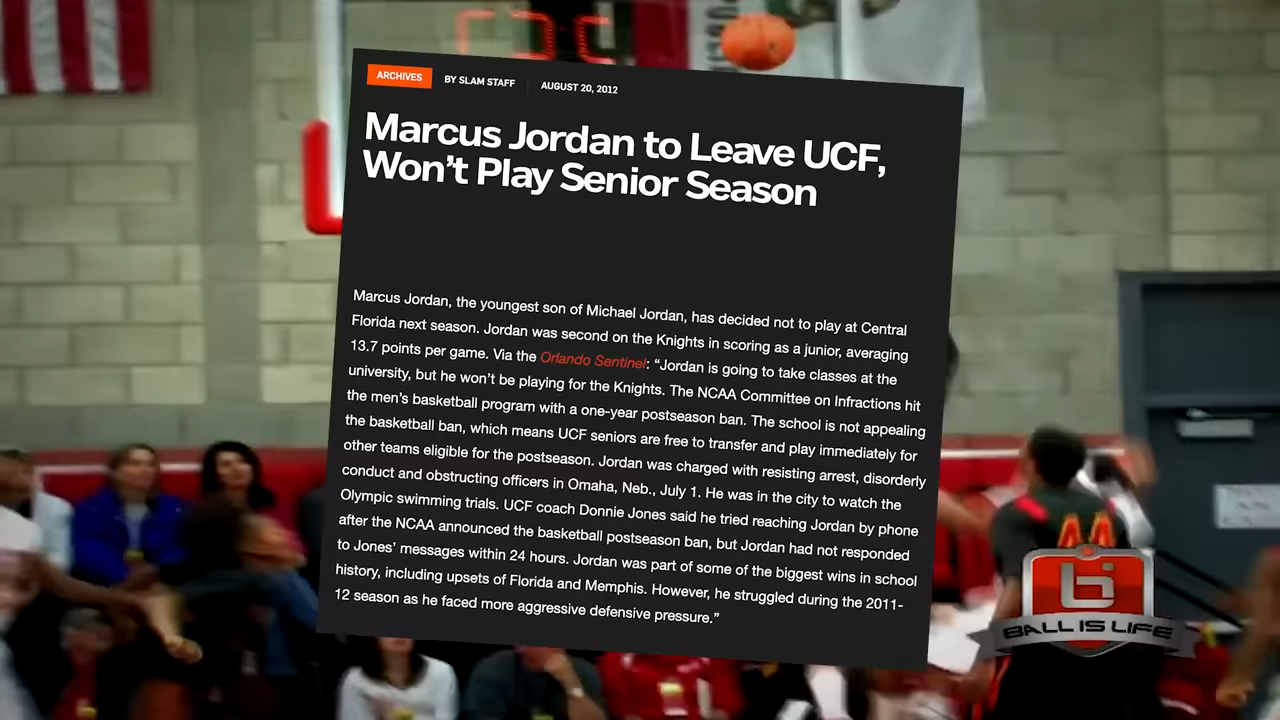 ARCHIVES BY SLAM STAFF AUGUST 20, 2012
Marcus Jordan to Leave UCF,
Won't Play Senior Season
Marcus Jordan, the youngest son of Michael Jordan, has decided not to play at Central
Florida next season. Jordan was second on the Knights in scoring as a junior, averaging
13.7 points per game. Via the Orlando Sentinel: “Jordan is going to take classes at the
university, but he won’t be playing for the Knights. The NCAA Committee on Infractions hit
the men’s basketball program with a one-year postseason ban. The school is not appealing
the basketball ban, which means UCF seniors are free to transfer and play immediately for
other teams eligible for the postseason. Jordan was charged with resisting arrest, disorderly
conduct and obstructing officers in Omaha, Neb., July 1. He was in the city to watch the
Olympic swimming trials. UCF coach Donnie Jones said he tried reaching Jordan by phone
after the NCAA announced the basketball postseason ban, but Jordan had not responded
to Jones’ messages within 24 hours. Jordan was part of some of the biggest wins in school
history, including upsets of Florida and Memphis. However, he struggled during the 2011-
12 season as he faced more aggressive defensive pressure.”
44
BALL IS LIFE